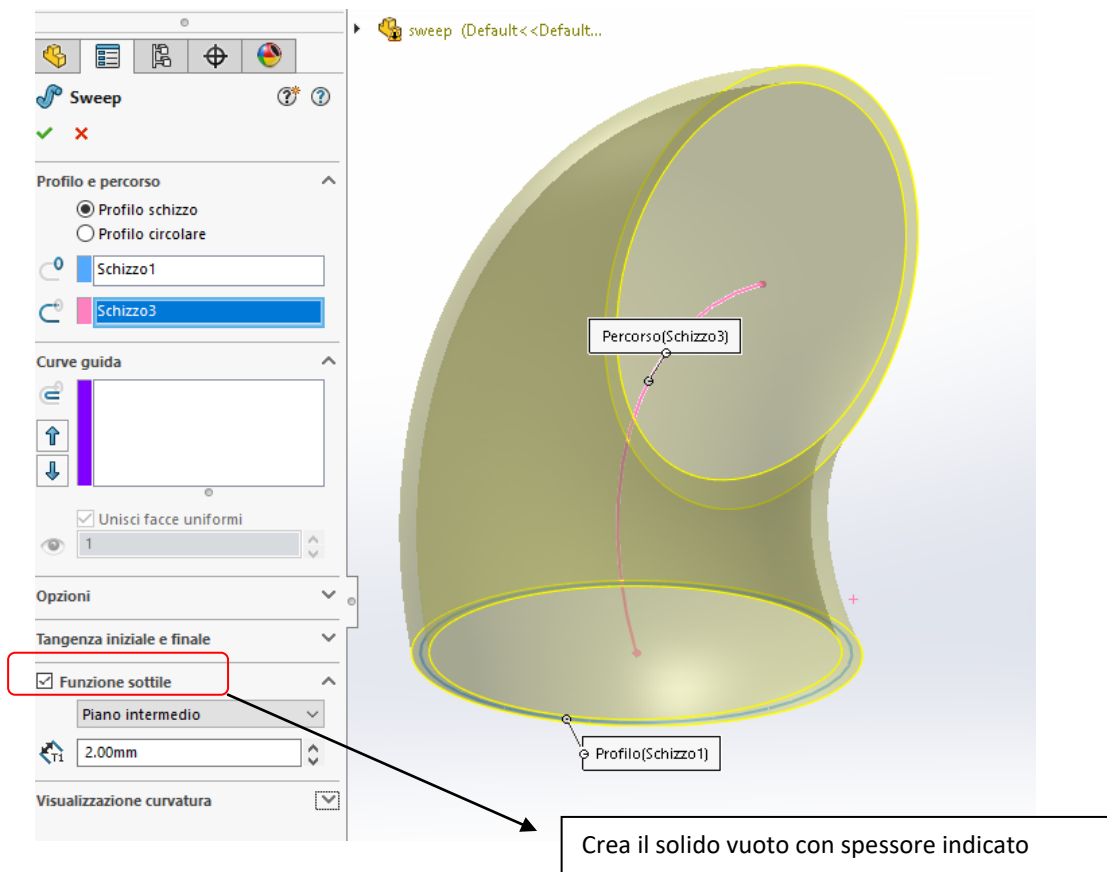 sweep (Default<<Default...
Sweep
Profilo e percorso
Profilo schizzo
Profilo circolare
Schizzo1
Schizzo3
Curve guida
Unisci facce uniformi
1
Opzioni
Tangenza iniziale e finale
Funzione sottile
Piano intermedio
T1
2.00mm
Visualizzazione curvatura
Percorso(Schizzo3)
Profilo(Schizzo1)
Crea il solido vuoto con spessore indicato